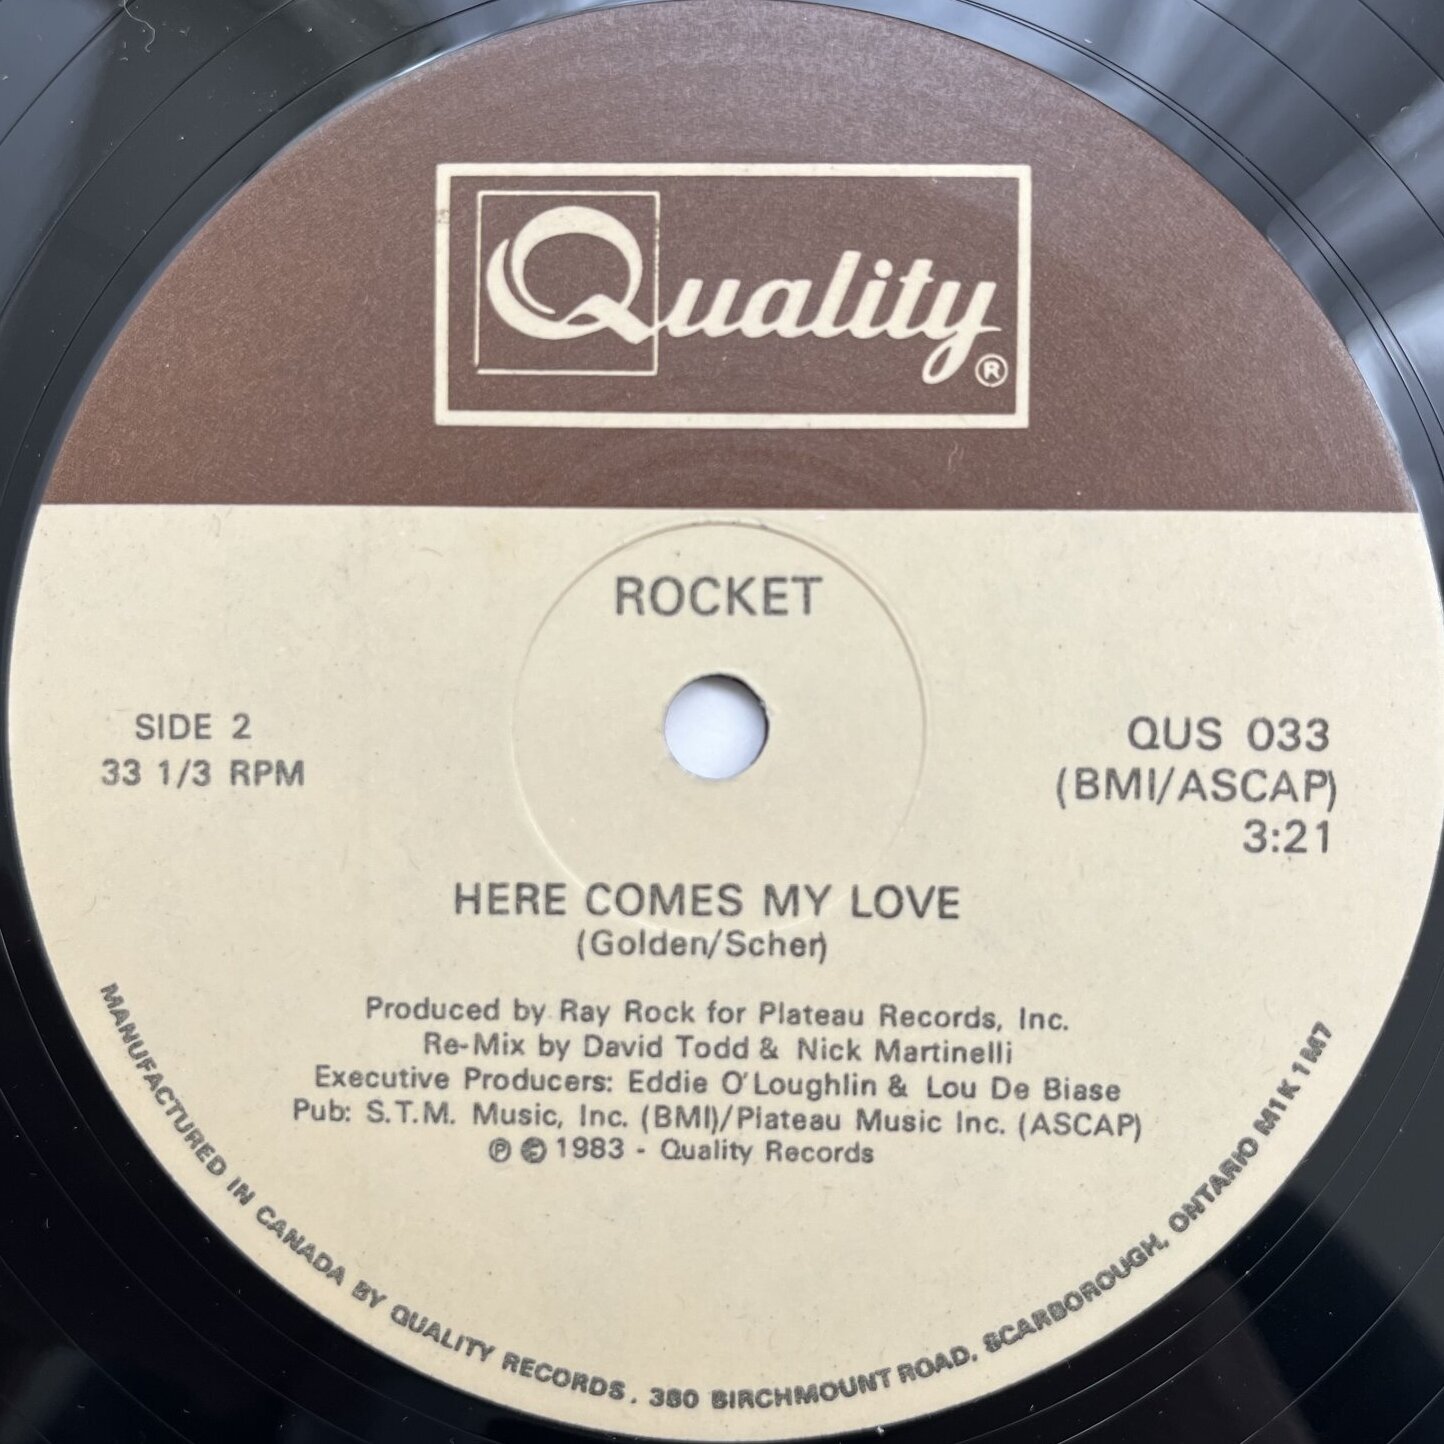 Quality®
ROCKET
SIDE 2
33 1/3 RPM
QUS 033
(BMI/ASCAP)
3:21
HERE COMES MY LOVE
(Golden/Scher)
Produced by Ray Rock for Plateau Records, Inc.
Re-Mix by David Todd & Nick Martinelli
Executive Producers: Eddie O'Loughlin & Lou De Biase
Pub: S.T.M. Music, Inc. (BMI)/Plateau Music Inc. (ASCAP)
℗ © 1983 - Quality Records
MANUFACTURED IN CANADA BY QUALITY RECORDS. 380 BIRCHMOUNT ROAD, SCARBOROUGH, ONTARIO M1K 1M7